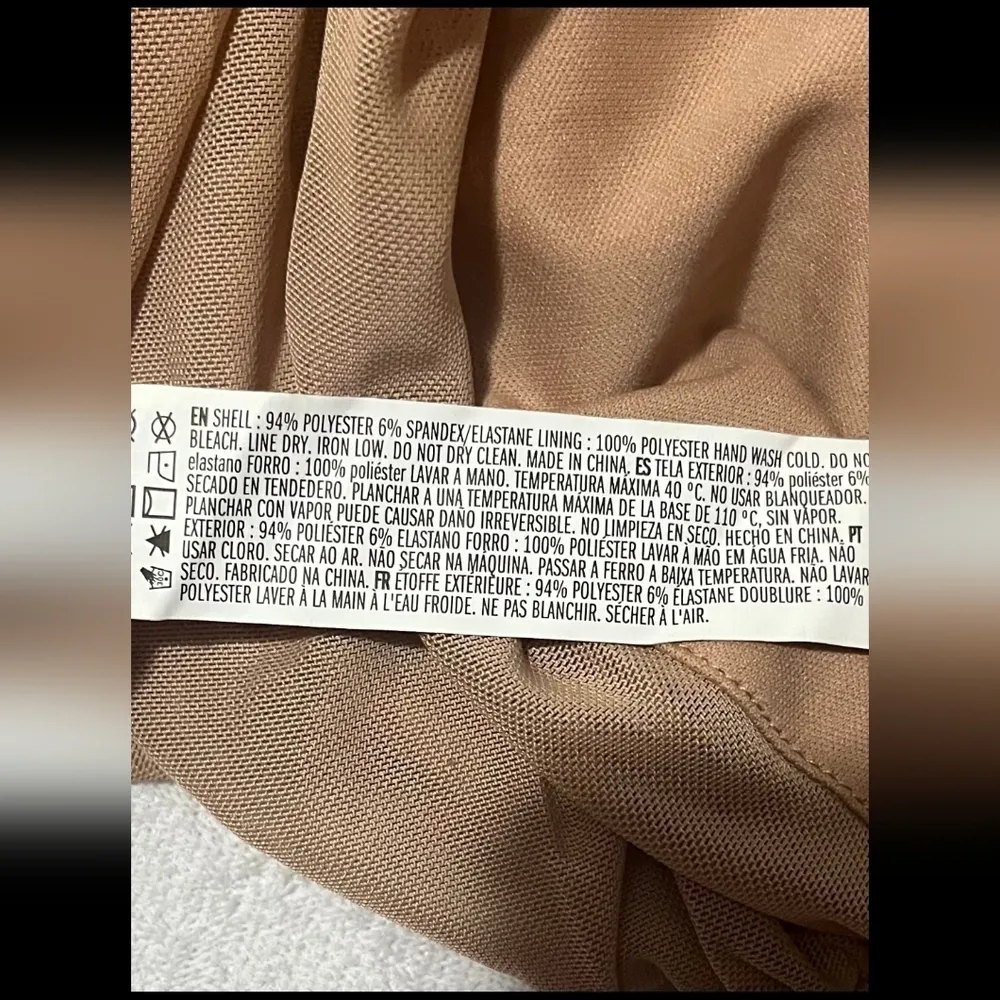 EN SHELL : 94% POLYESTER 6% SPANDEX/ELASTANE LINING : 100% POLYESTER HAND WASH COLD. DO NO
BLEACH. LINE DRY. IRON LOW. DO NOT DRY CLEAN. MADE IN CHINA. ES TELA EXTERIOR : 94% poliéster 6%
elastano FORRO : 100% poliéster LAVAR A MANO. TEMPERATURA MÁXIMA 40 ºC. NO USAR BLANQUEADOR.
SECADO EN TENDEDERO. PLANCHAR A UNA TEMPERATURA MÁXIMA DE LA BASE DE 110 ºC, SIN VAPOR.
PLANCHAR CON VAPOR PUEDE CAUSAR DAÑO IRREVERSIBLE. NO LIMPIEZA EN SECO. HECHO EN CHINA. PT
EXTERIOR : 94% POLIÉSTER 6% ELASTANO FORRO : 100% POLIÉSTER LAVAR À MÃO EM ÁGUA FRIA. NÃO
USAR CLORO. SECAR AO AR. NÃO SECAR NA MÁQUINA. PASSAR A FERRO A BAIXA TEMPERATURA. NÃO LAVAR
SECO. FABRICADO NA CHINA. FR ÉTOFFE EXTÉRIEURE : 94% POLYESTER 6% ÉLASTANE DOUBLURE : 100%
POLYESTER LAVER À LA MAIN À L'EAU FROIDE. NE PAS BLANCHIR. SÉCHER À L'AIR.